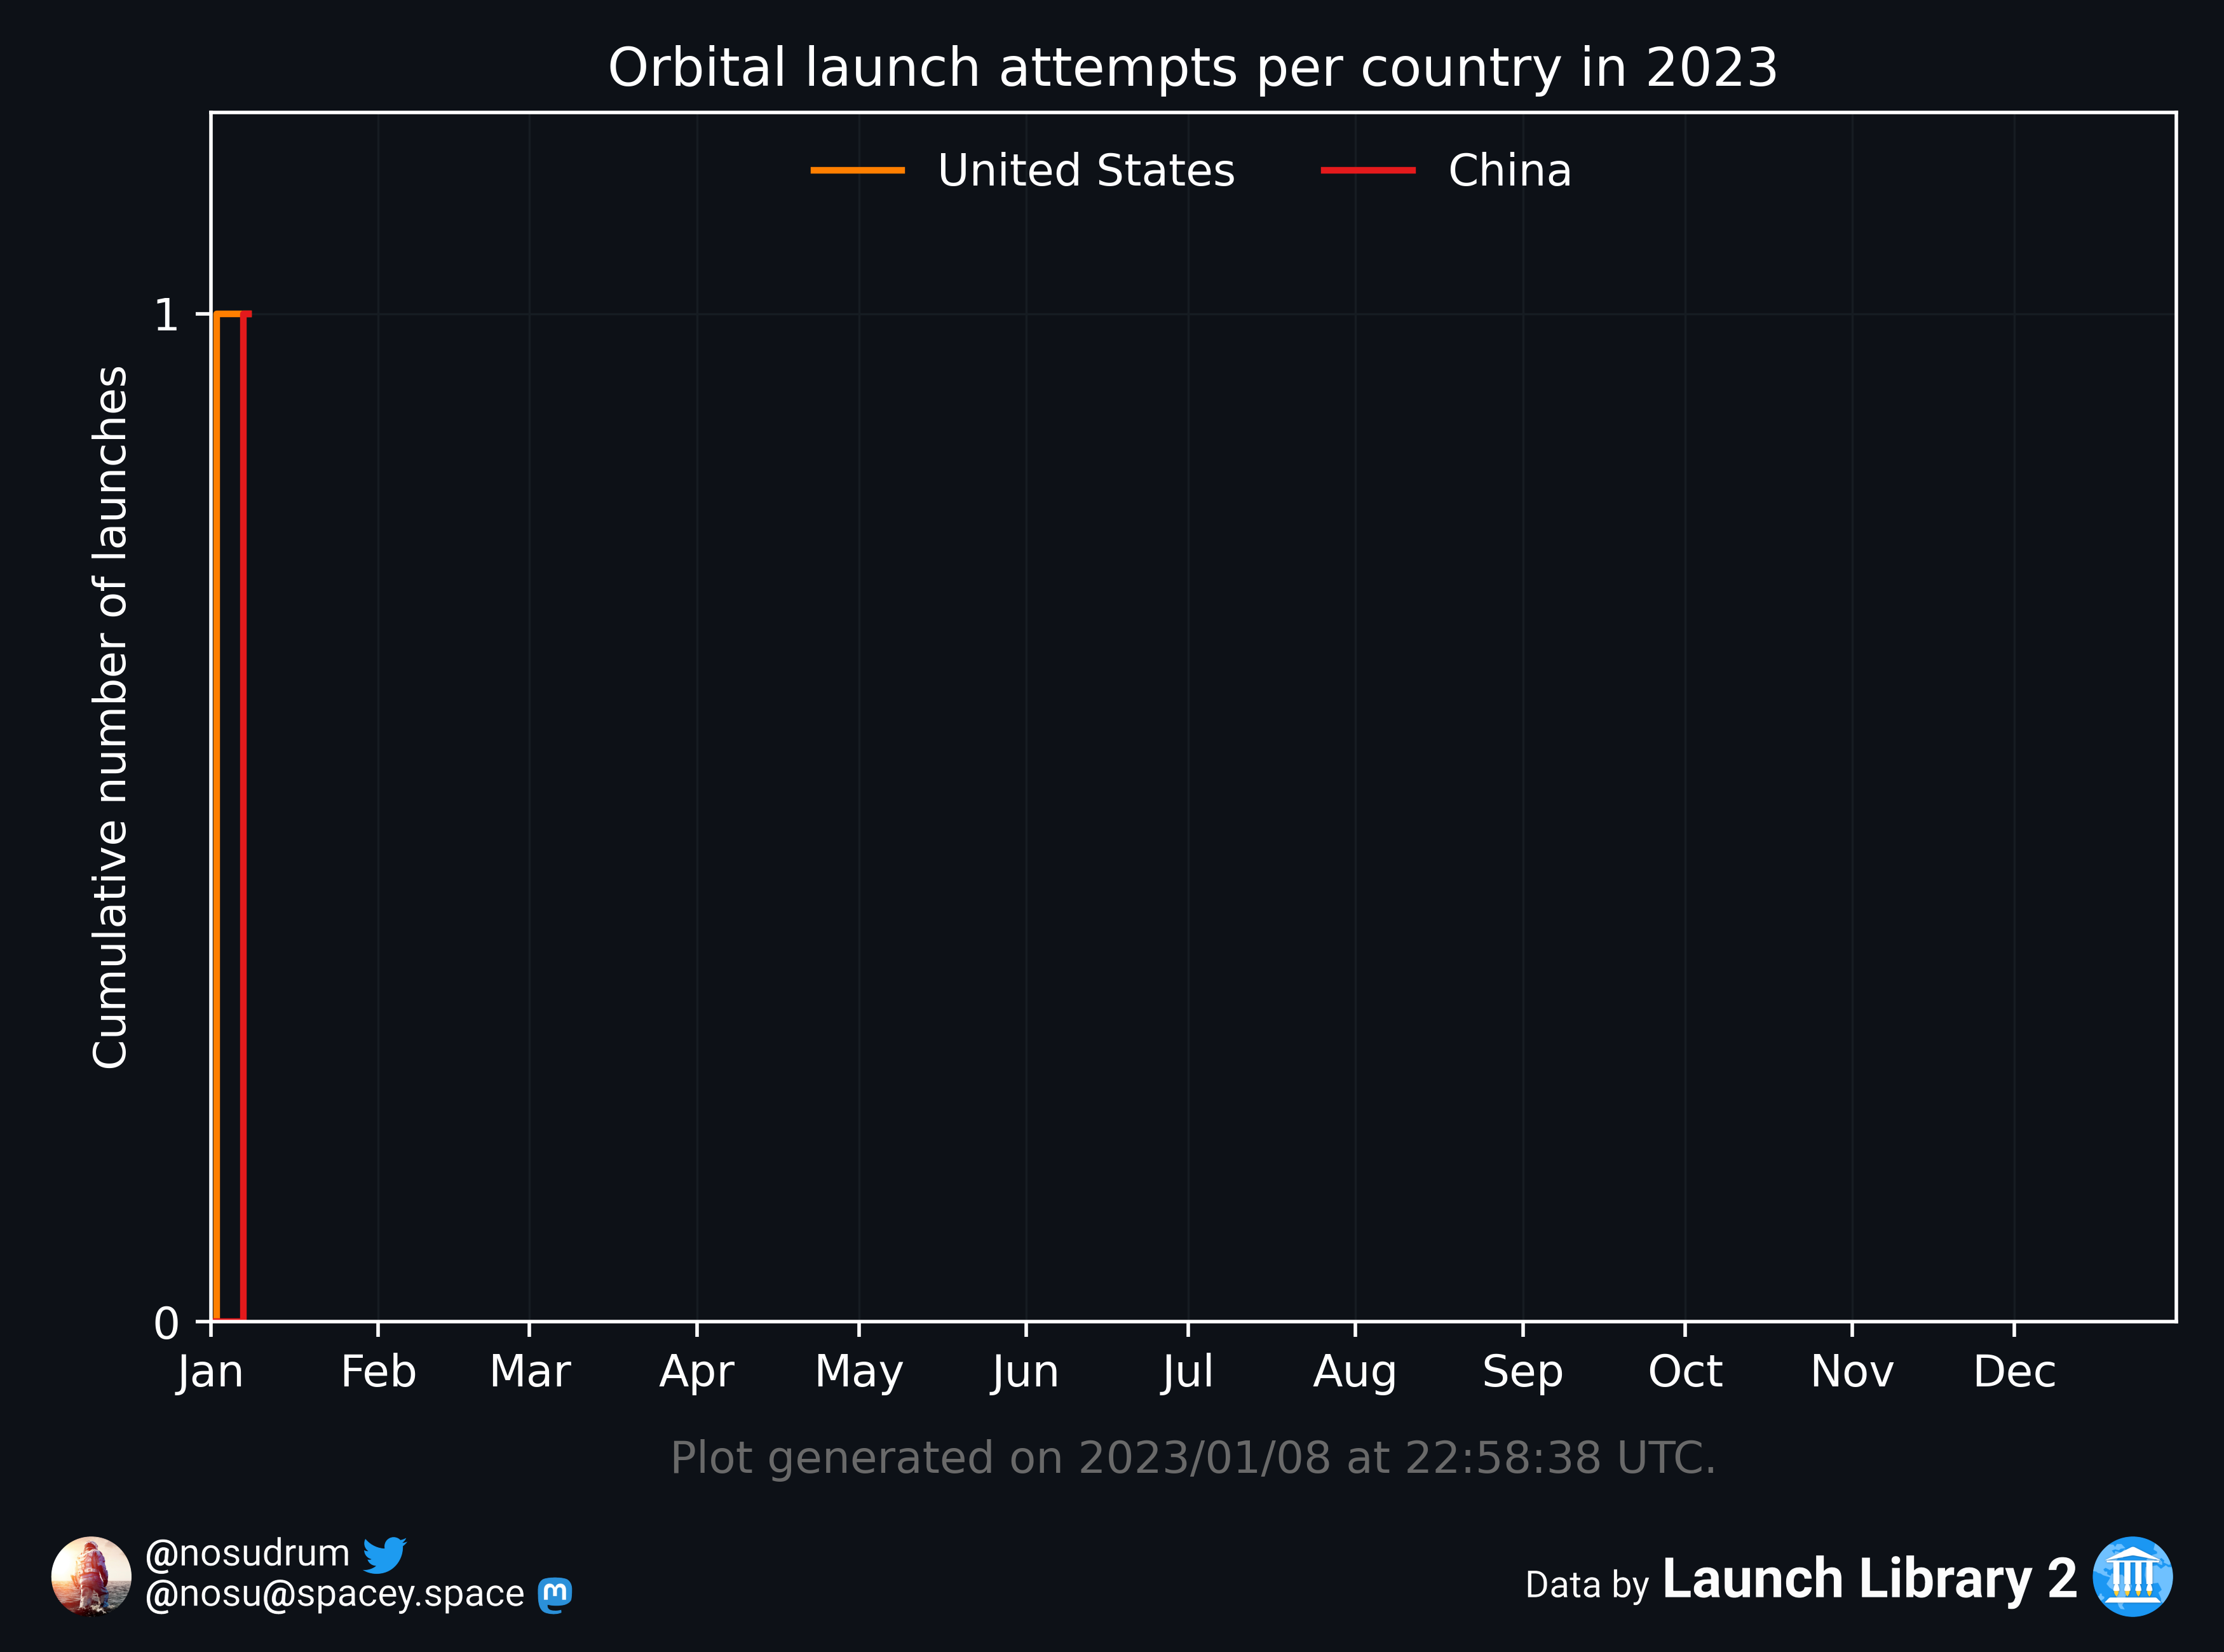 Orbital launch attempts per country in 2023
United States China
1
Cumulative number of launches
0
Jan Feb Mar Apr May Jun Jul Aug Sep Oct Nov Dec
Plot generated on 2023/01/08 at 22:58:38 UTC.
@nosudrum
@nosu@spacey.space
Data by Launch Library 2